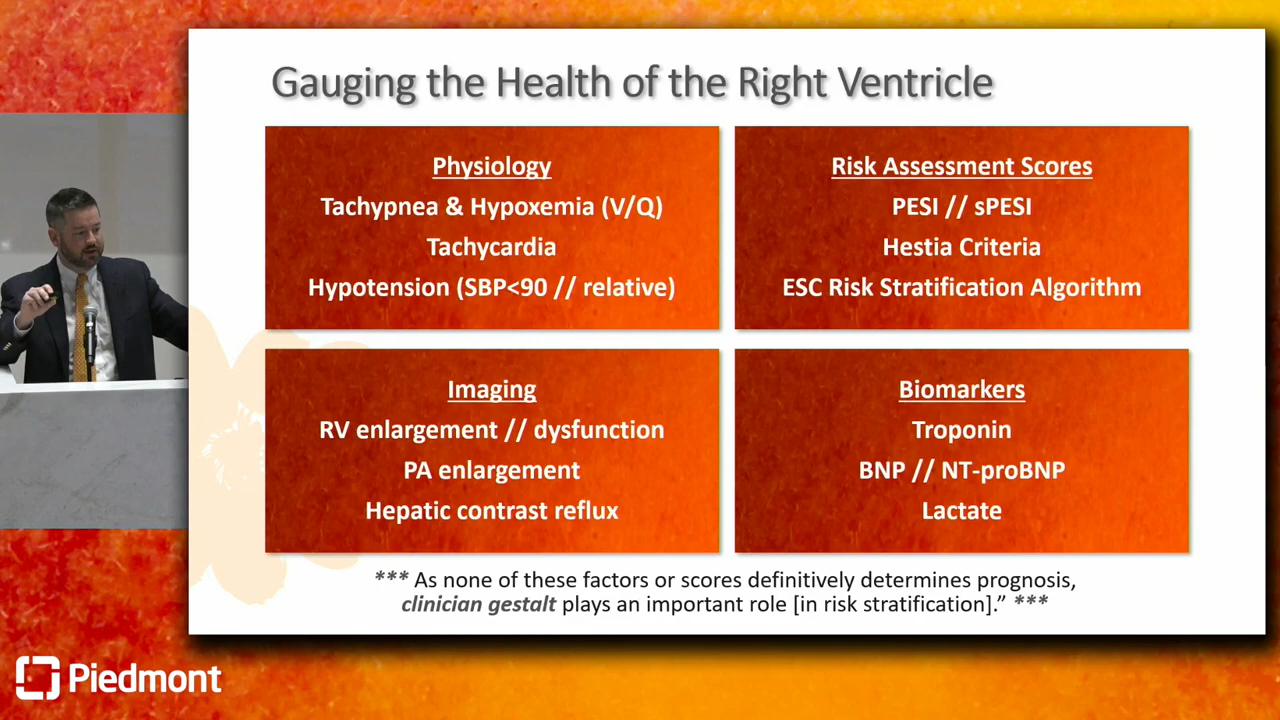 Gauging the Health of the Right Ventricle
Physiology
Tachypnea & Hypoxemia (V/Q)
Tachycardia
Hypotension (SBP<90 // relative)
Risk Assessment Scores
PESI // sPESI
Hestia Criteria
ESC Risk Stratification Algorithm
Imaging
RV enlargement // dysfunction
PA enlargement
Hepatic contrast reflux
Biomarkers
Troponin
BNP // NT-proBNP
Lactate
*** As none of these factors or scores definitively determines prognosis,
clinician gestalt plays an important role [in risk stratification].” ***
Piedmont